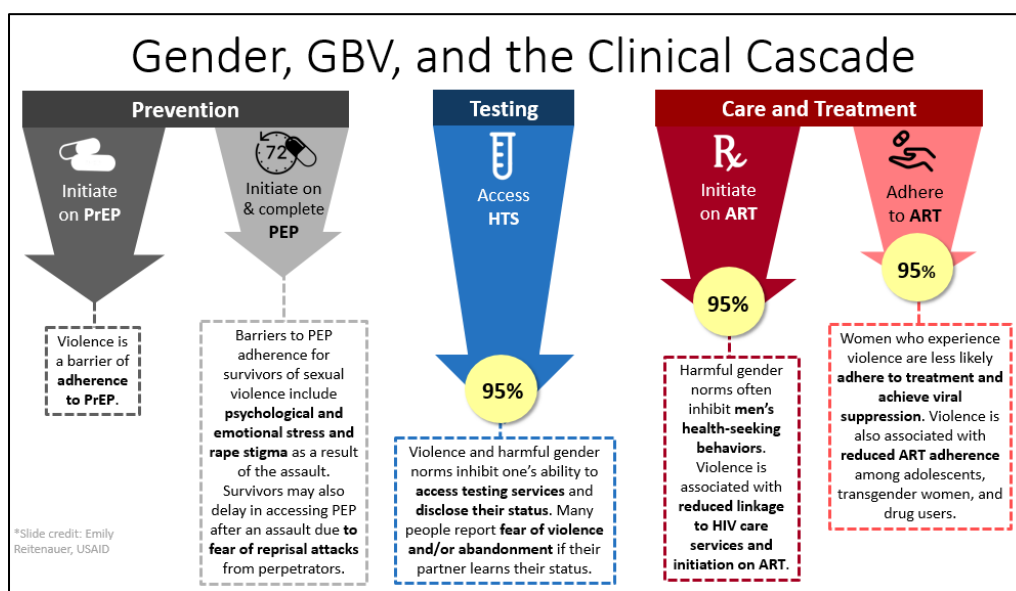 Gender, GBV, and the Clinical Cascade
Prevention
Initiate
on PrEP
Violence is
a barrier of
adherence
to PrEP.
72
Initiate on
& complete
PEP
Barriers to PEP
adherence for
survivors of sexual
violence include
psychological and
emotional stress and
rape stigma as a result
of the assault.
Survivors may also
delay in accessing PEP
after an assault due to
fear of reprisal attacks
from perpetrators.
Testing
Access
HTS
95%
Violence and harmful gender
norms inhibit one’s ability to
access testing services and
disclose their status. Many
people report fear of violence
and/or abandonment if their
partner learns their status.
Care and Treatment
Rx
Initiate
on ART
95%
Harmful gender
norms often
inhibit men’s
health-seeking
behaviors.
Violence is
associated with
reduced linkage
to HIV care
services and
initiation on ART.
Adhere
to ART
95%
Women who experience
violence are less likely
adhere to treatment and
achieve viral
suppression. Violence is
also associated with
reduced ART adherence
among adolescents,
transgender women, and
drug users.
*Slide credit: Emily
Reitenauer, USAID